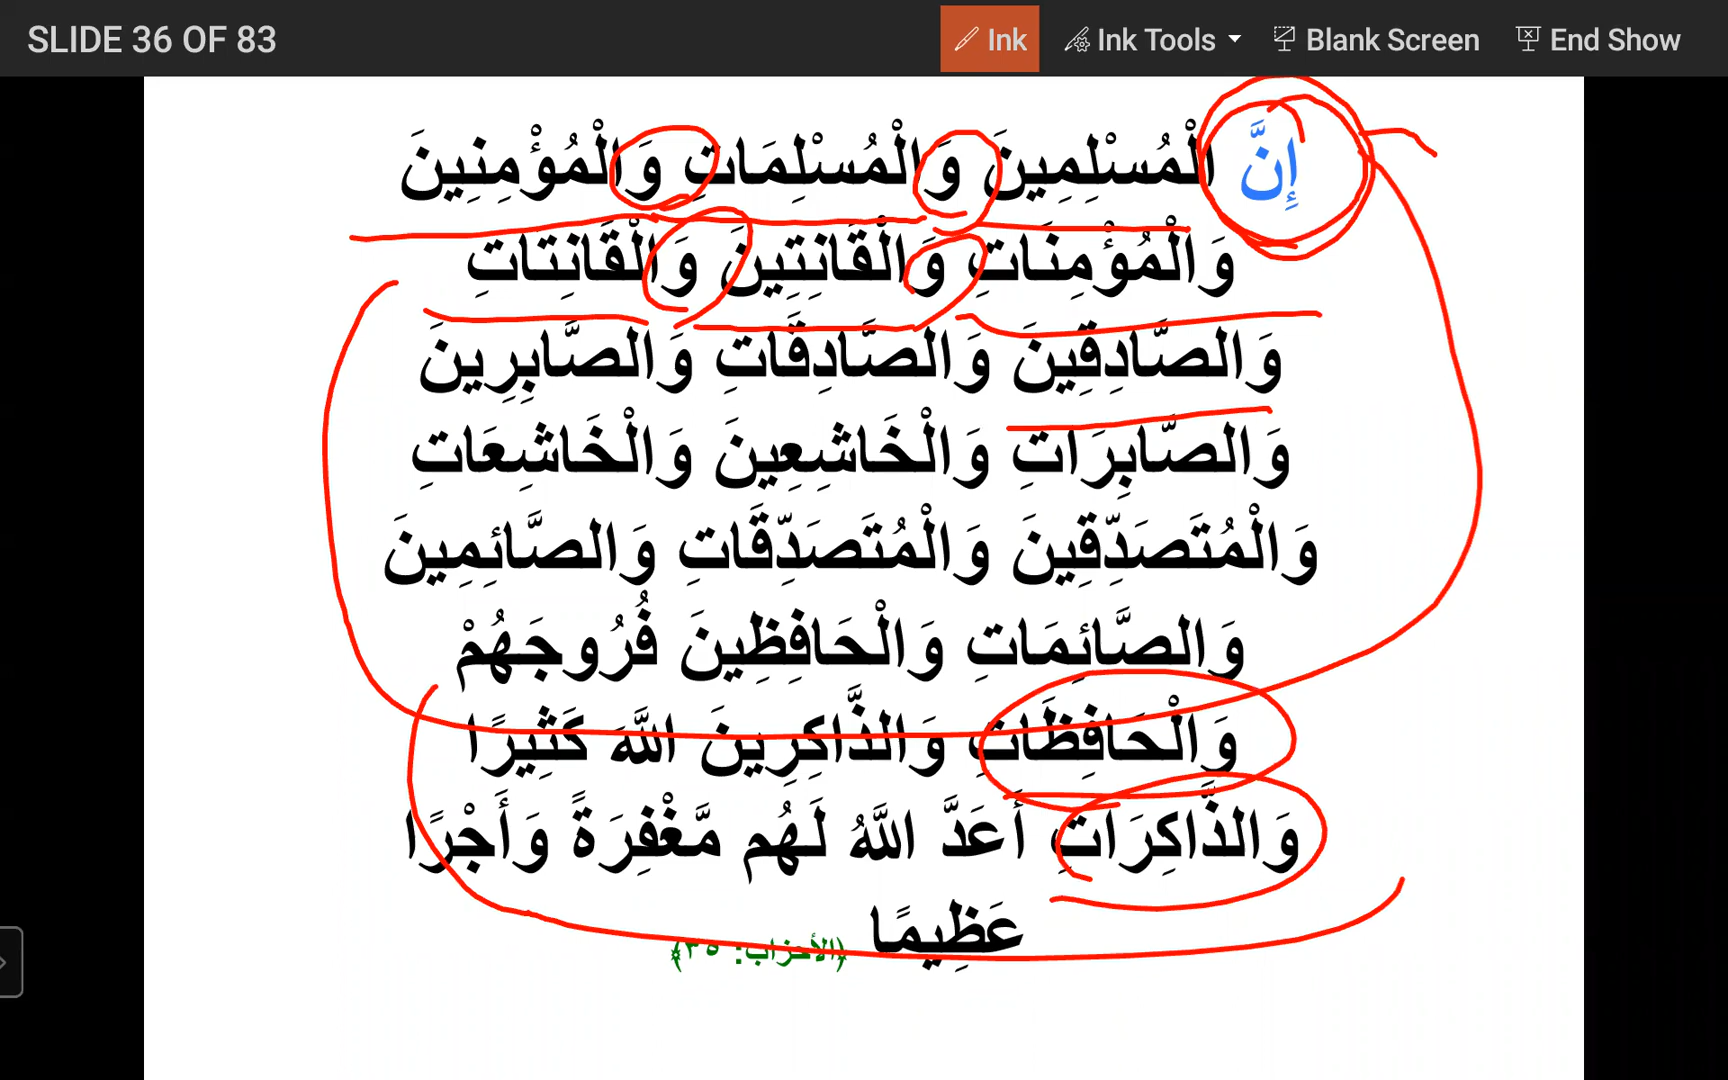 SLIDE 36 OF 83
Ink
Ink Tools
Blank Screen
End Show
إِنَّ الْمُسْلِمِينَ وَالْمُسْلِمَاتِ وَالْمُؤْمِنِينَ
وَالْمُؤْمِنَاتِ وَالْقَانِتِينَ وَالْقَانِتاتِ
وَالصَّادِقِينَ وَالصَّادِقَاتِ وَالصَّابِرِينَ
وَالصَّابِرَاتِ وَالْخَاشِعِينَ وَالْخَاشِعَاتِ
وَالْمُتَصَدِّقِينَ وَالْمُتَصَدِّقَاتِ وَالصَّائِمِينَ
وَالصَّائِمَاتِ وَالْحَافِظِينَ فُرُوجَهُمْ
وَالْحَافِظَاتِ وَالذَّاكِرِينَ اللَّهَ كَثِيرًا
وَالذَّاكِرَاتِ أَعَدَّ اللَّهُ لَهُم مَّغْفِرَةً وَأَجْرًا
عَظِيمًا ﴿الأحزاب: ٣٥﴾